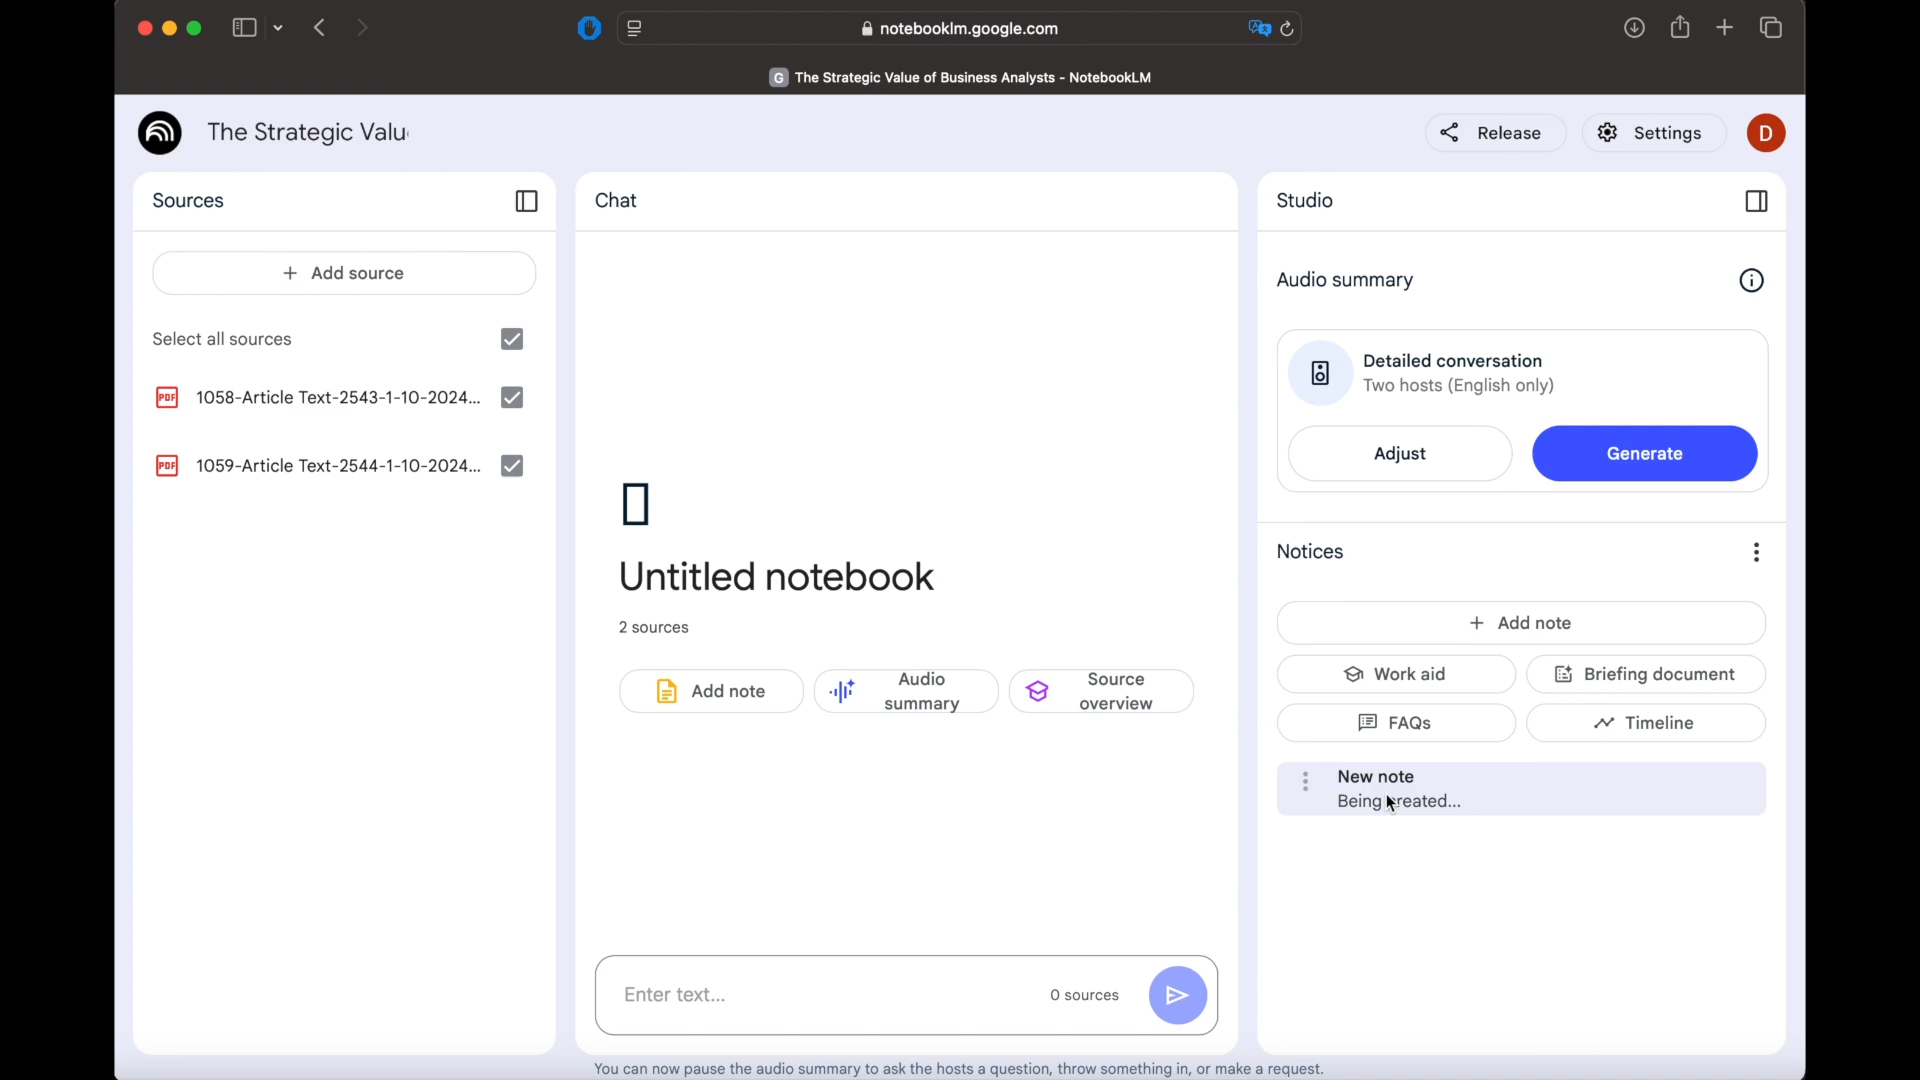 notebooklm.google.com
G The Strategic Value of Business Analysts - NotebookLM
The Strategic Valu
Release
Settings
D
Sources
Add source
Select all sources
PDF 1058-Article Text-2543-1-10-2024...
PDF 1059-Article Text-2544-1-10-2024...
Chat
Untitled notebook
2 sources
Add note
Audio
summary
Source
overview
Enter text...
0 sources
Studio
Audio summary
Detailed conversation
Two hosts (English only)
Adjust
Generate
Notices
Add note
Work aid
Briefing document
FAQs
Timeline
New note
Being created...
You can now pause the audio summary to ask the hosts a question, throw something in, or make a request.